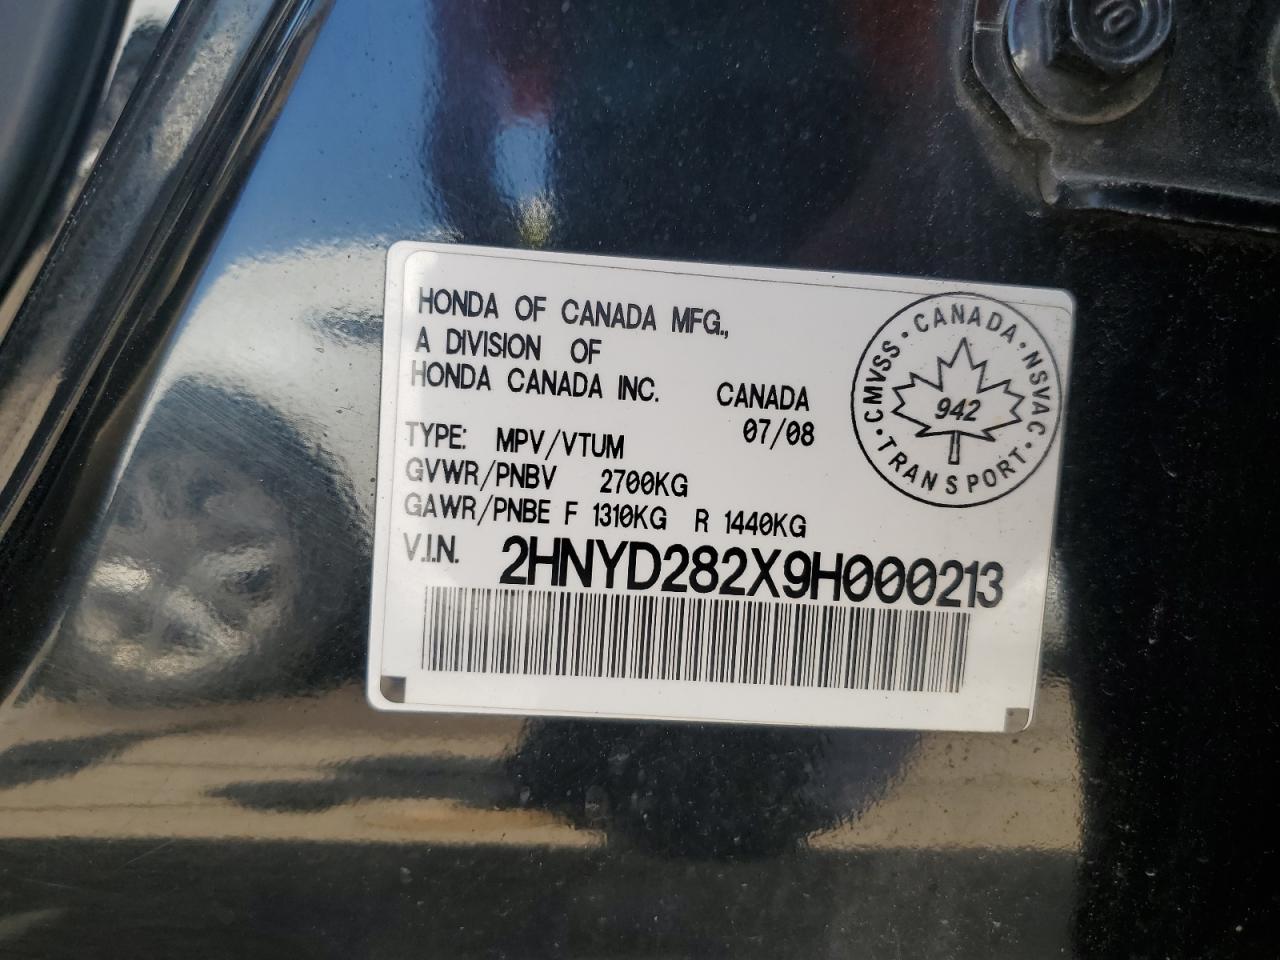 HONDA OF CANADA MFG.,
A DIVISION OF
HONDA CANADA INC.
CANADA
07/08
TYPE: MPV/VTUM
GVWR/PNBV 2700KG
GAWR/PNBE F 1310KG R 1440KG
V.I.N. 2HNYD282X9H000213
CMVSS · CANADA · NSVAC · TRANSPORT ·
942
10